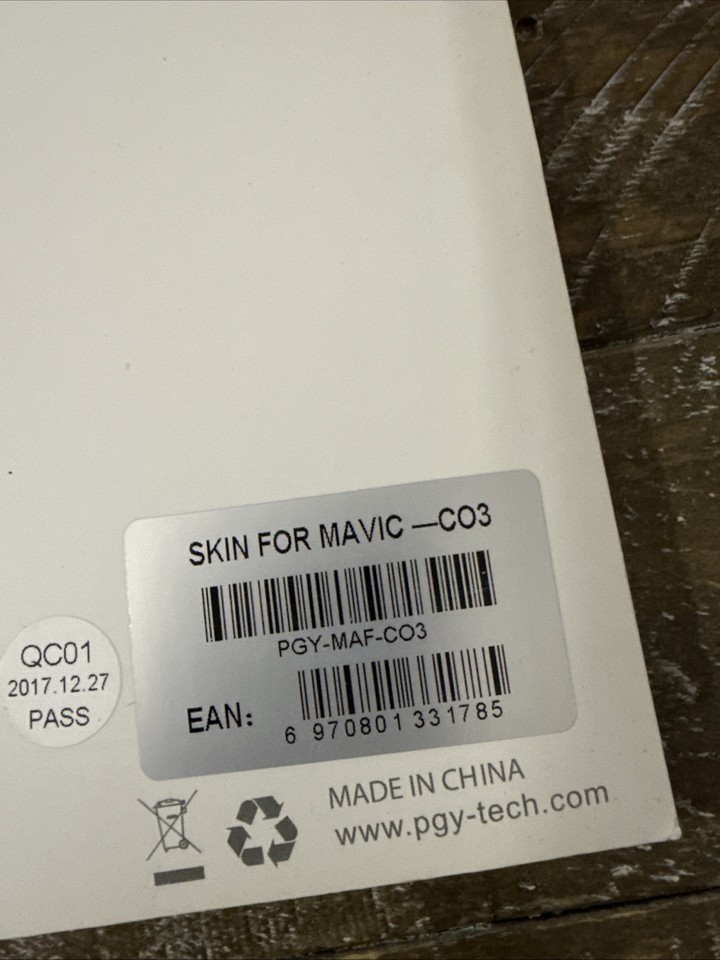 SKIN FOR MAVIC —CO3
PGY-MAF-CO3
EAN:
6 970801 331785
QC01
2017.12.27
PASS
MADE IN CHINA
www.pgy-tech.com